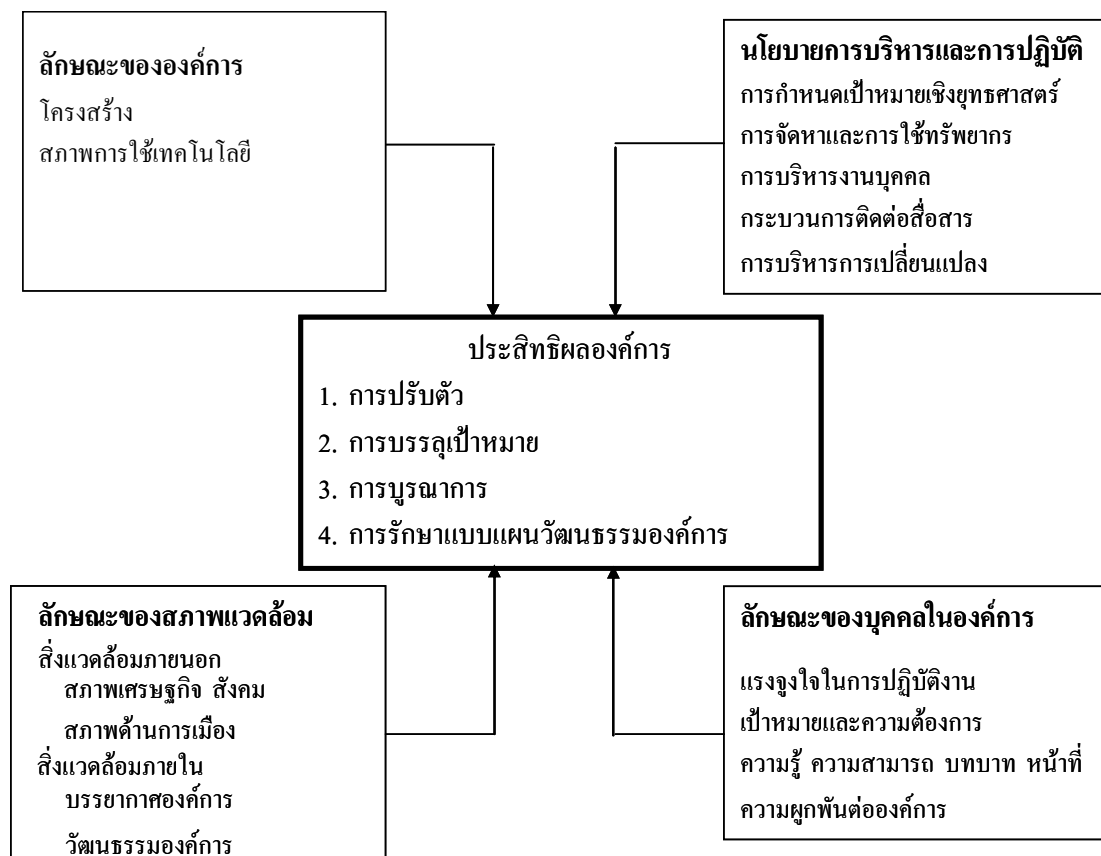 ลักษณะขององค์การ
โครงสร้าง
สภาพการใช้เทคโนโลยี
นโยบายการบริหารและการปฏิบัติ
การกำหนดเป้าหมายเชิงยุทธศาสตร์
การจัดหาและการใช้ทรัพยากร
การบริหารงานบุคคล
กระบวนการติดต่อสื่อสาร
การบริหารการเปลี่ยนแปลง
ประสิทธิผลองค์การ
1. การปรับตัว
2. การบรรลุเป้าหมาย
3. การบูรณาการ
4. การรักษาแบบแผนวัฒนธรรมองค์การ
ลักษณะของสภาพแวดล้อม
สิ่งแวดล้อมภายนอก
สภาพเศรษฐกิจ สังคม
สภาพด้านการเมือง
สิ่งแวดล้อมภายใน
บรรยากาศองค์การ
วัฒนธรรมองค์การ
ลักษณะของบุคคลในองค์การ
แรงจูงใจในการปฏิบัติงาน
เป้าหมายและความต้องการ
ความรู้ ความสามารถ บทบาท หน้าที่
ความผูกพันต่อองค์การ